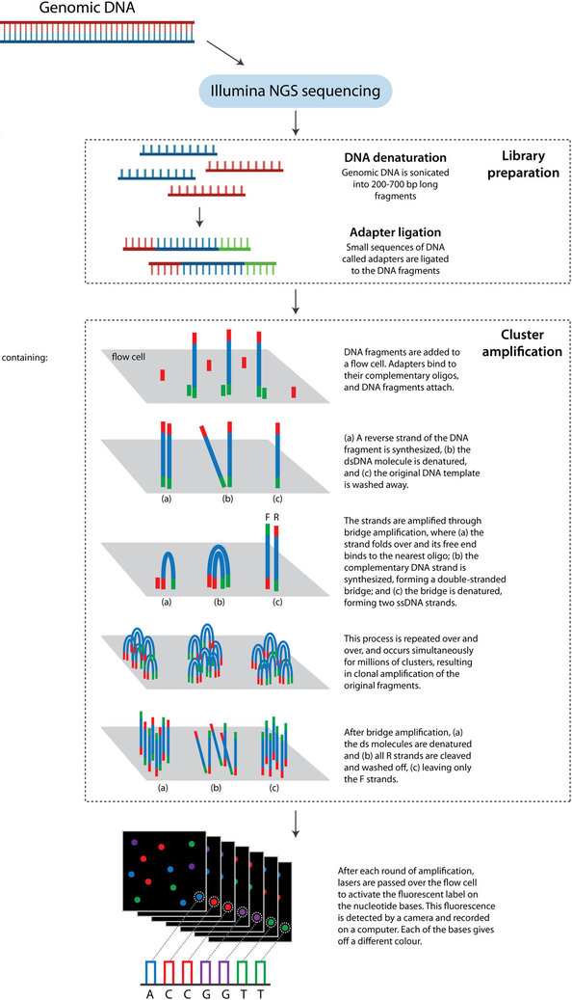 Genomic DNA
Illumina NGS sequencing
Library
preparation
DNA denaturation
Genomic DNA is sonicated
into 200-700 bp long
fragments
Adapter ligation
Small sequences of DNA
called adapters are ligated
to the DNA fragments
containing:
Cluster
amplification
flow cell
DNA fragments are added to
a flow cell. Adapters bind to
their complementary oligos,
and DNA fragments attach.
(a) (b) (c)
(a) A reverse strand of the DNA
fragment is synthesized, (b) the
dsDNA molecule is denatured,
and (c) the original DNA template
is washed away.
F R
(a) (b) (c)
The strands are amplified through
bridge amplification, where (a) the
strand folds over and its free end
binds to the nearest oligo; (b) the
complementary DNA strand is
synthesized, forming a double-stranded
bridge; and (c) the bridge is denatured,
forming two ssDNA strands.
This process is repeated over and
over, and occurs simultaneously
for millions of clusters, resulting
in clonal amplification of the
original fragments.
(a) (b) (c)
After bridge amplification, (a)
the ds molecules are denatured
and (b) all R strands are cleaved
and washed off, (c) leaving only
the F strands.
After each round of amplification,
lasers are passed over the flow cell
to activate the fluorescent label on
the nucleotide bases. This fluorescence
is detected by a camera and recorded
on a computer. Each of the bases gives
off a different colour.
A C C G G T T